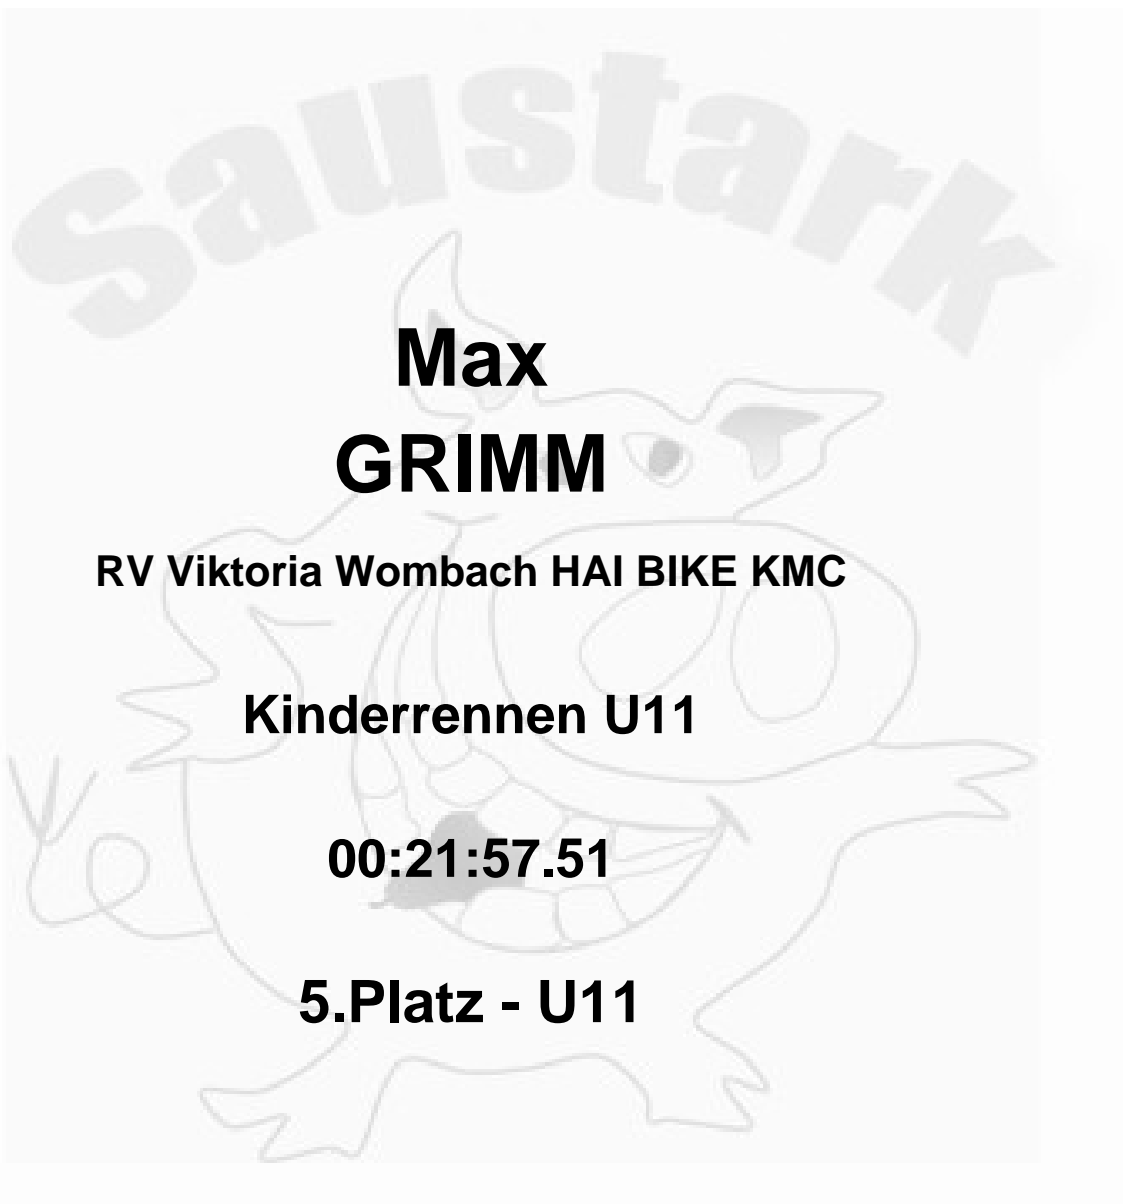 Saustark
Max
GRIMM
RV Viktoria Wombach HAI BIKE KMC
Kinderrennen U11
00:21:57.51
5.Platz - U11